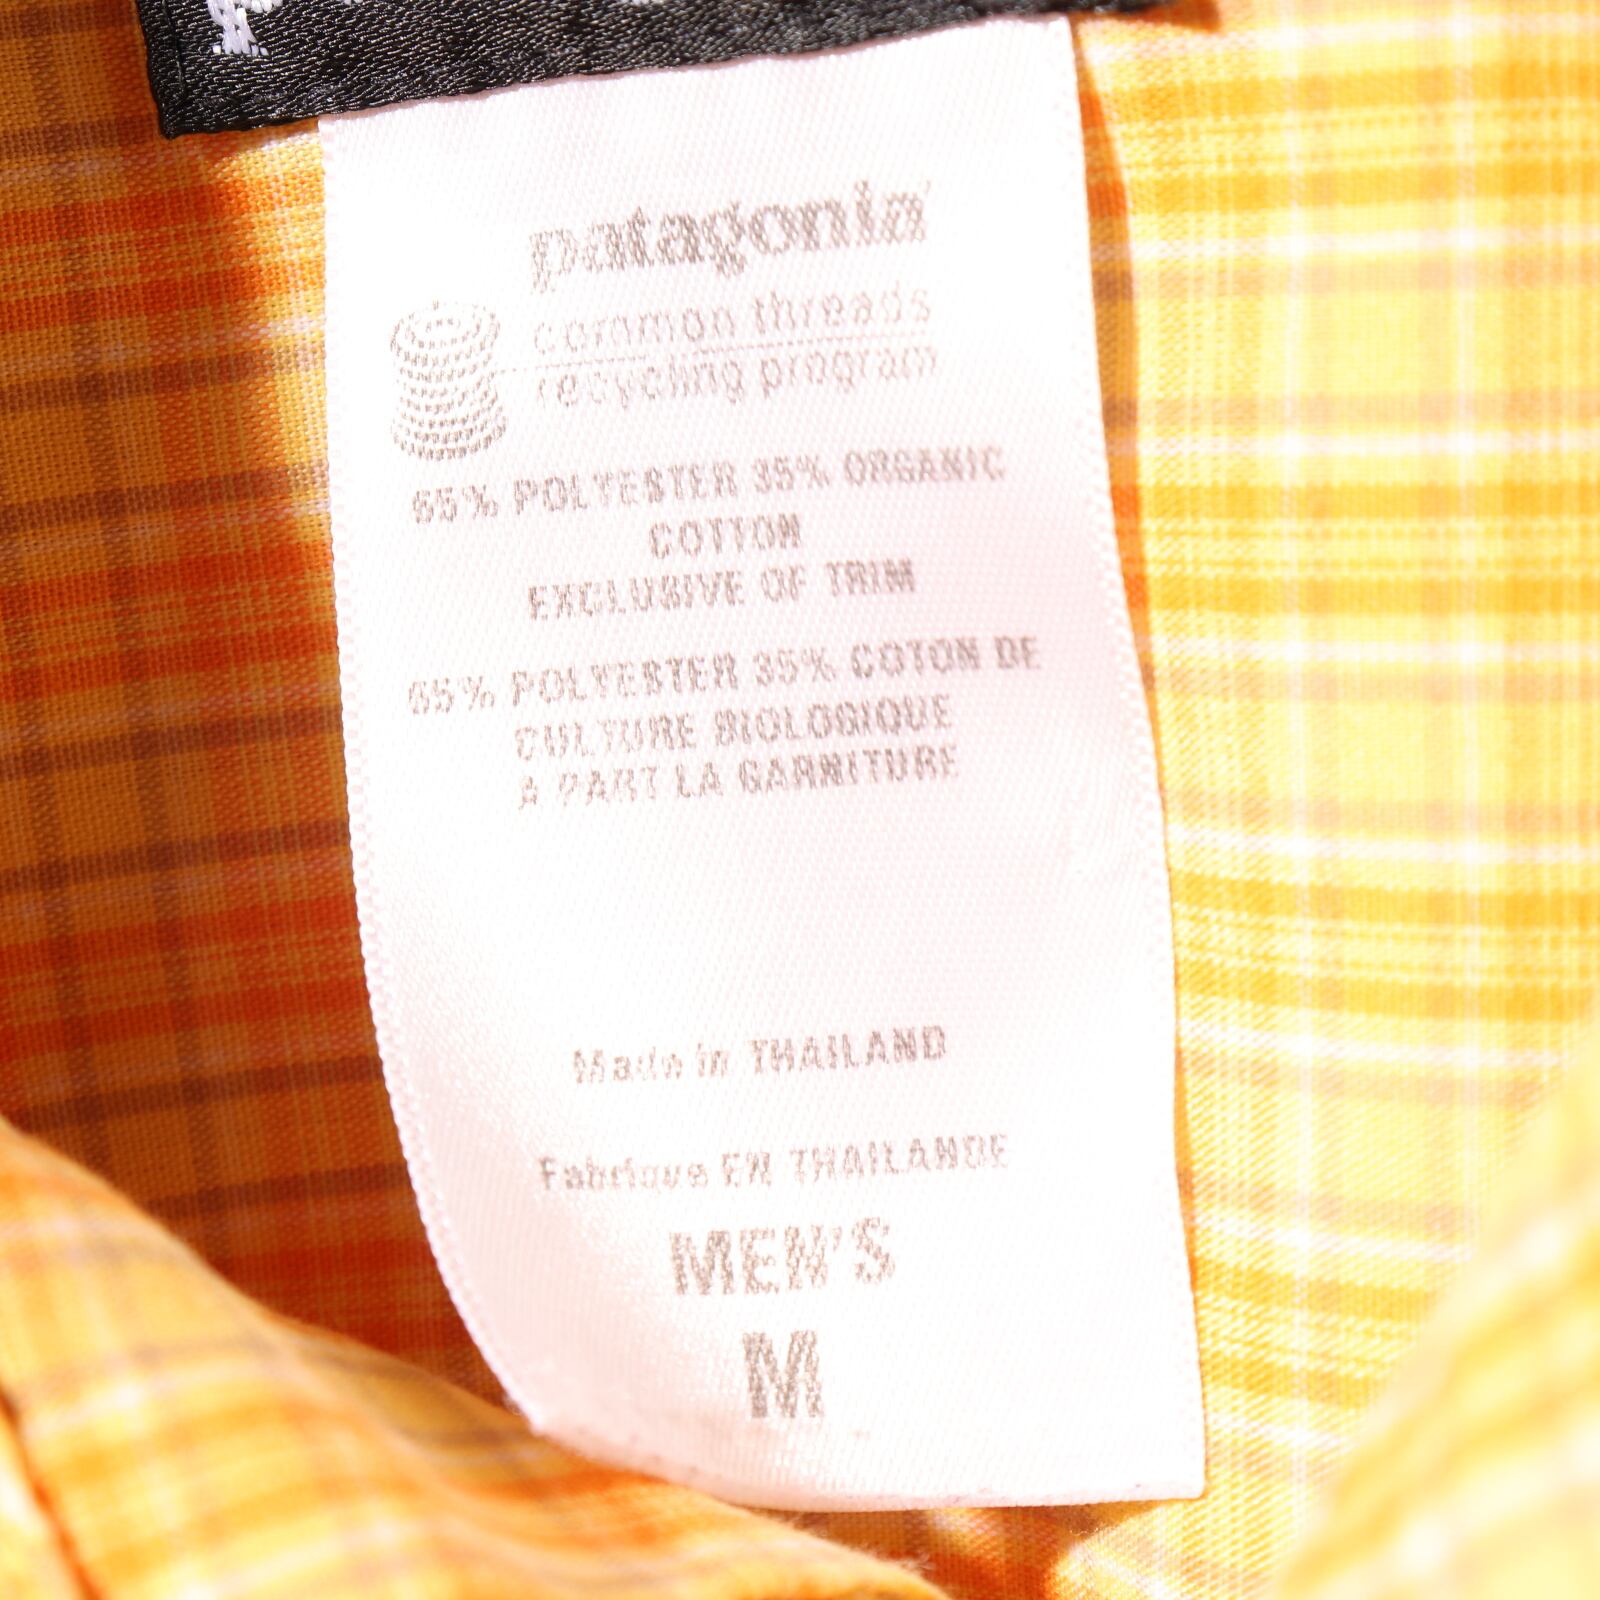 patagonia
common threads
recycling program
65% POLYESTER 35% ORGANIC
COTTON
EXCLUSIVE OF TRIM
65% POLYESTER 35% COTON DE
CULTURE BIOLOGIQUE
A PART LA GARNITURE
Made in THAILAND
Fabrique EN THAILANDE
MEN'S
M